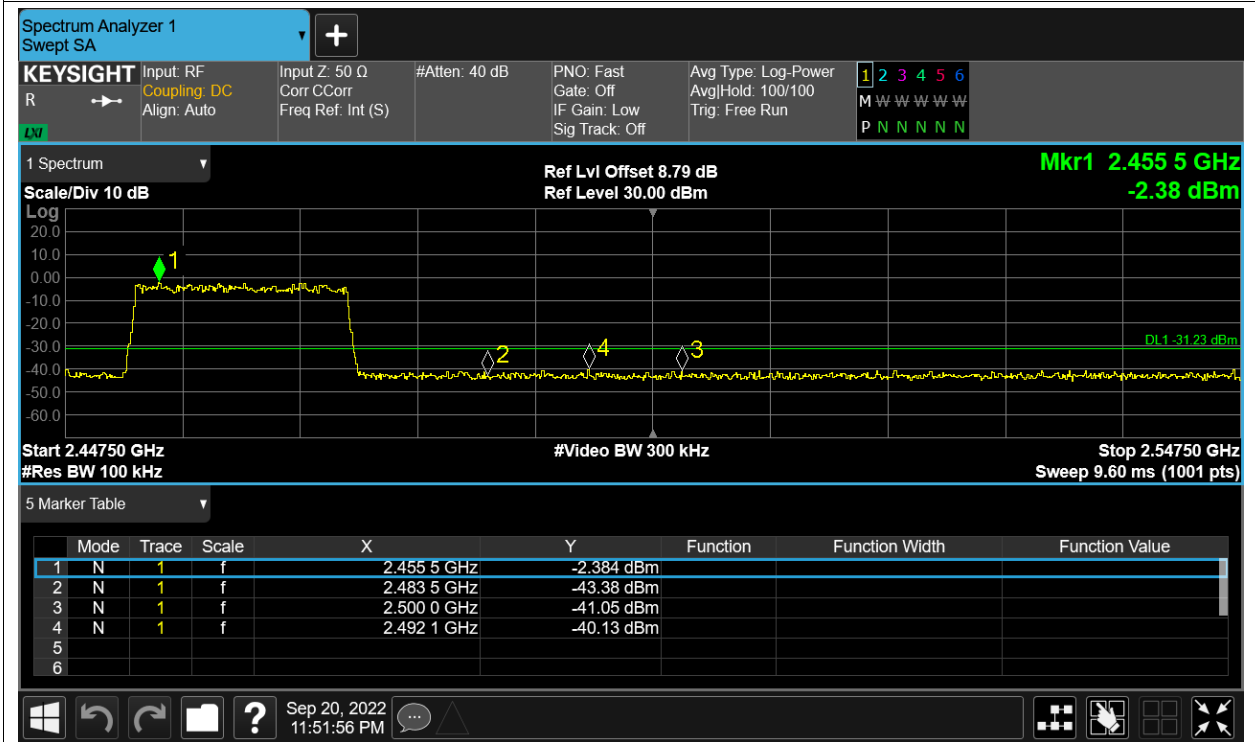 Spectrum Analyzer 1
Swept SA
+
KEYSIGHT Input: RF Input Z: 50 Ω #Atten: 40 dB PNO: Fast Avg Type: Log-Power 1 2 3 4 5 6
R Coupling: DC Corr CCorr Gate: Off Avg|Hold: 100/100 M W W W W W
Align: Auto Freq Ref: Int (S) IF Gain: Low Trig: Free Run
LXI Sig Track: Off P N N N N N
1 Spectrum Ref Lvl Offset 8.79 dB Mkr1 2.455 5 GHz
Scale/Div 10 dB Ref Level 30.00 dBm -2.38 dBm
Log
20.0
10.0 1
0.00
-10.0
-20.0
-30.0 DL1 -31.23 dBm
2 4 3
-40.0
-50.0
-60.0
Start 2.44750 GHz #Video BW 300 kHz Stop 2.54750 GHz
#Res BW 100 kHz Sweep 9.60 ms (1001 pts)
5 Marker Table
Mode Trace Scale X Y Function Function Width Function Value
1 N 1 f 2.455 5 GHz -2.384 dBm
2 N 1 f 2.483 5 GHz -43.38 dBm
3 N 1 f 2.500 0 GHz -41.05 dBm
4 N 1 f 2.492 1 GHz -40.13 dBm
5
6
? Sep 20, 2022
11:51:56 PM